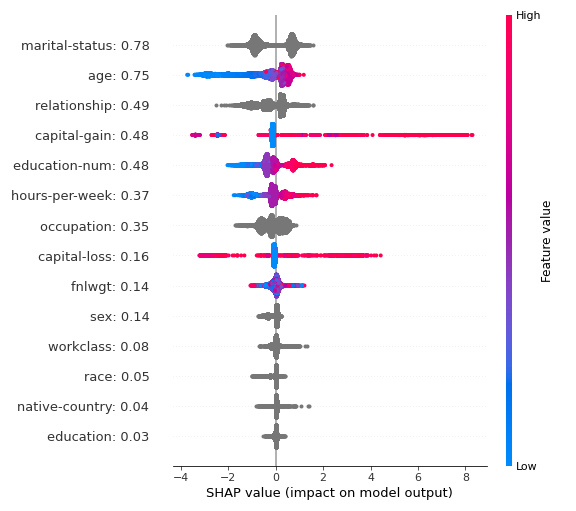 High
marital-status: 0.78
age: 0.75
relationship: 0.49
capital-gain: 0.48
education-num: 0.48
hours-per-week: 0.37
occupation: 0.35
capital-loss: 0.16
fnlwgt: 0.14
sex: 0.14
workclass: 0.08
race: 0.05
native-country: 0.04
education: 0.03
Feature value
Low
−4 −2 0 2 4 6 8
SHAP value (impact on model output)